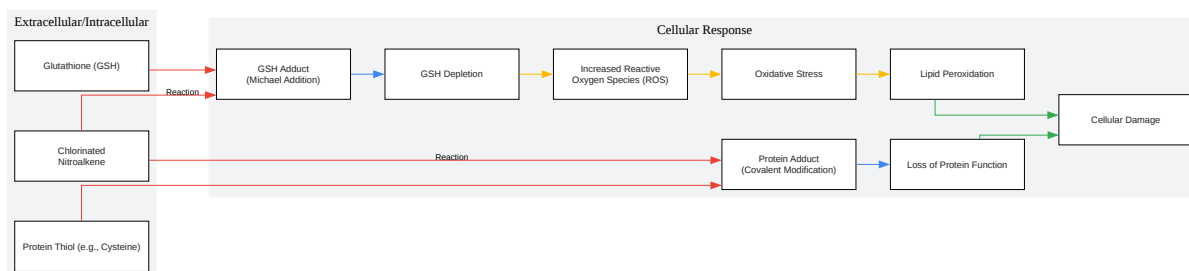 Extracellular/Intracellular
Cellular Response
Glutathione (GSH)
GSH Adduct
(Michael Addition)
GSH Depletion
Increased Reactive
Oxygen Species (ROS)
Oxidative Stress
Lipid Peroxidation
Reaction
Cellular Damage
Chlorinated
Nitroalkene
Reaction
Protein Adduct
(Covalent Modification)
Loss of Protein Function
Protein Thiol (e.g., Cysteine)